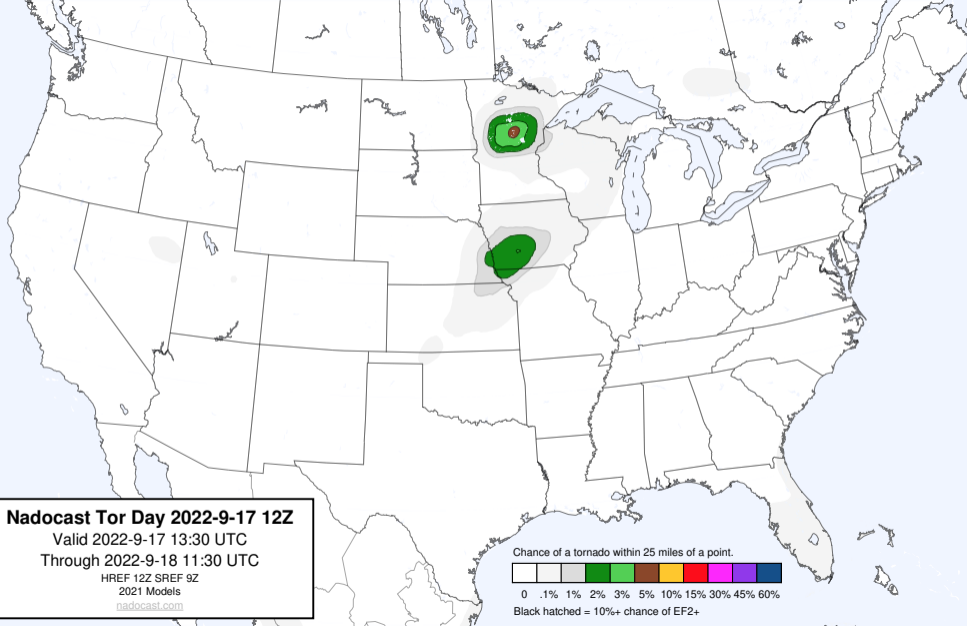 Nadocast Tor Day 2022-9-17 12Z
Valid 2022-9-17 13:30 UTC
Through 2022-9-18 11:30 UTC
HREF 12Z SREF 9Z
2021 Models
nadocast.com
Chance of a tornado within 25 miles of a point.
0 .1% 1% 2% 3% 5% 10% 15% 30% 45% 60%
Black hatched = 10%+ chance of EF2+